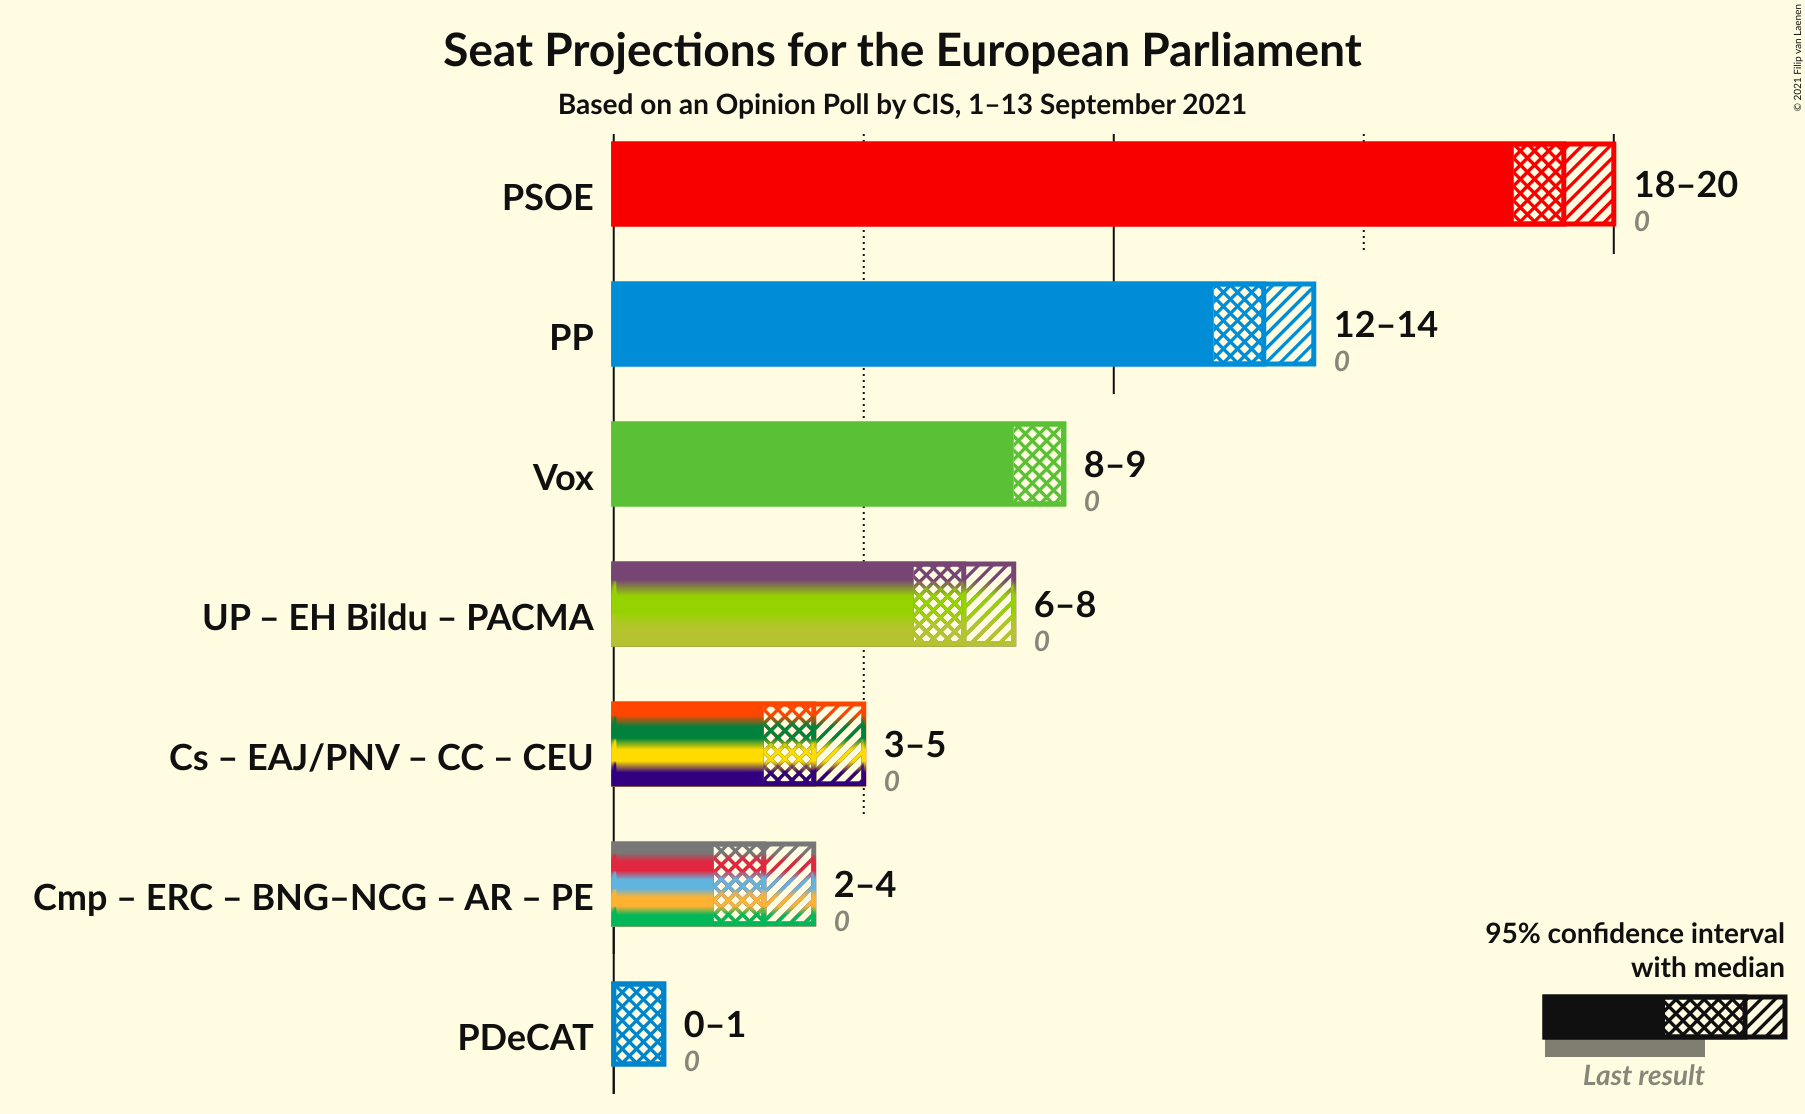 Seat Projections for the European Parliament
Based on an Opinion Poll by CIS, 1–13 September 2021
© 2021 Filip van Laenen
PSOE
18–20
0
PP
12–14
0
Vox
8–9
0
UP – EH Bildu – PACMA
6–8
0
Cs – EAJ/PNV – CC – CEU
3–5
0
Cmp – ERC – BNG–NCG – AR – PE
2–4
0
PDeCAT
0–1
0
95% confidence interval
with median
Last result